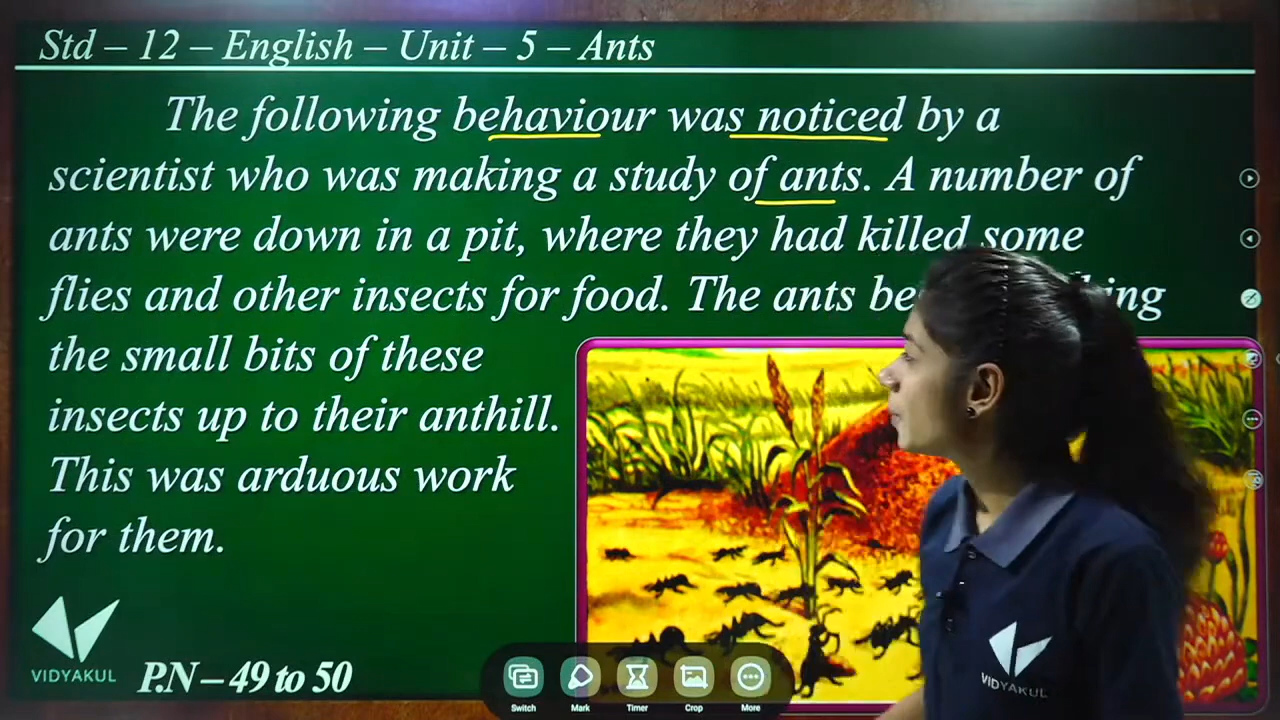 Std – 12 – English – Unit – 5 – Ants
The following behaviour was noticed by a
scientist who was making a study of ants. A number of
ants were down in a pit, where they had killed some
flies and other insects for food. The ants
the small bits of these
insects up to their anthill.
This was arduous work
for them.
VIDYAKUL
P.N – 49 to 50
Switch
Mark
Timer
Crop
More
VIDYAKUL